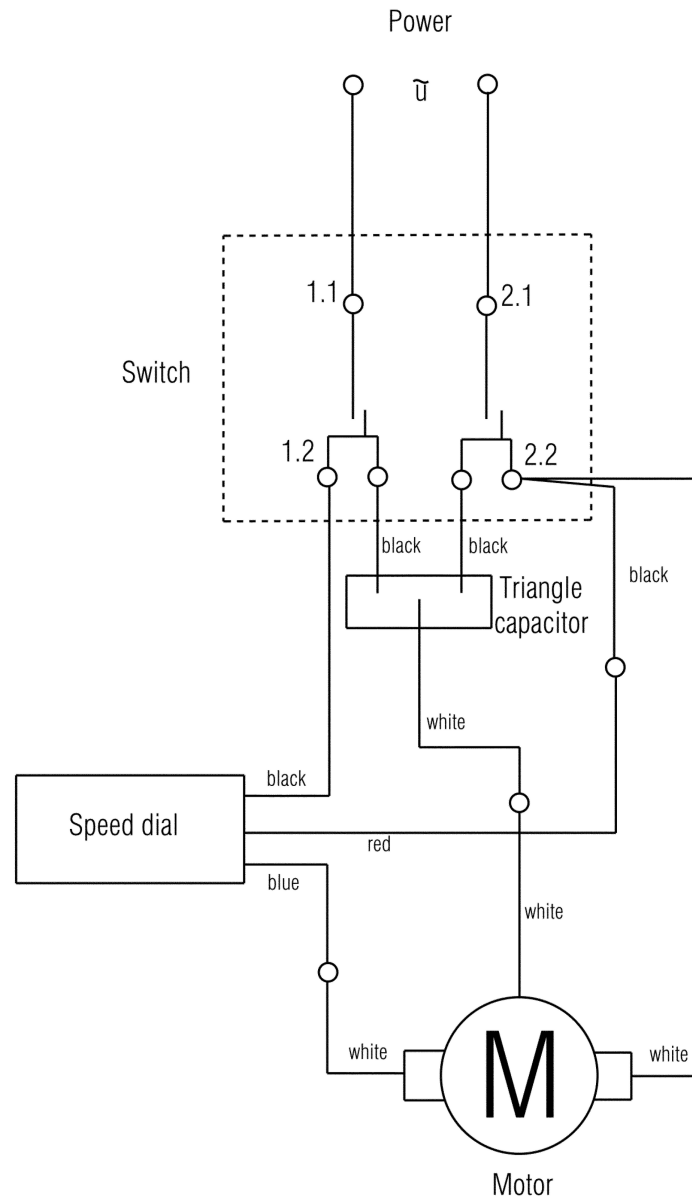 Power
ũ
1.1
2.1
Switch
1.2
2.2
black
black
Triangle
capacitor
black
white
black
Speed dial
red
blue
white
white
white
M
Motor